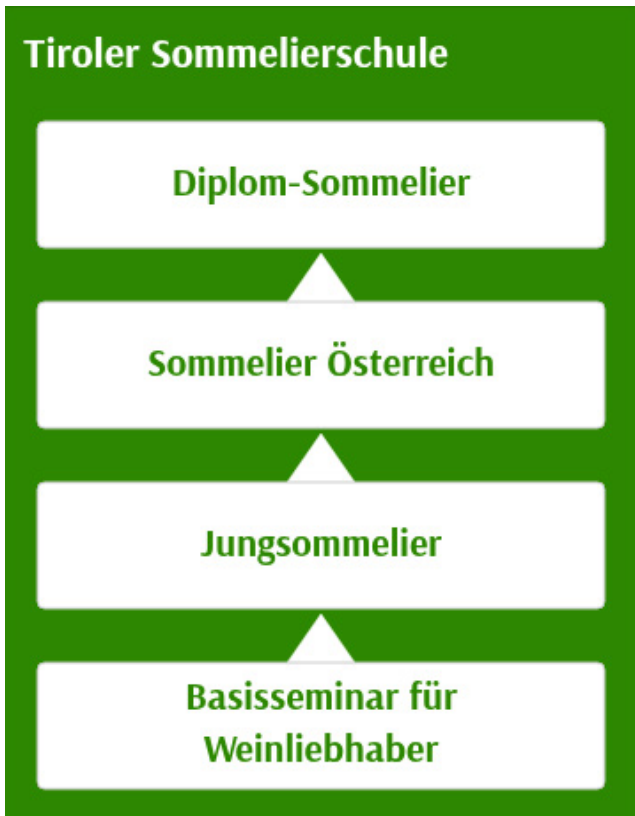 Tiroler Sommelierschule
Diplom-Sommelier
Sommelier Österreich
Jungsommelier
Basisseminar für
Weinliebhaber